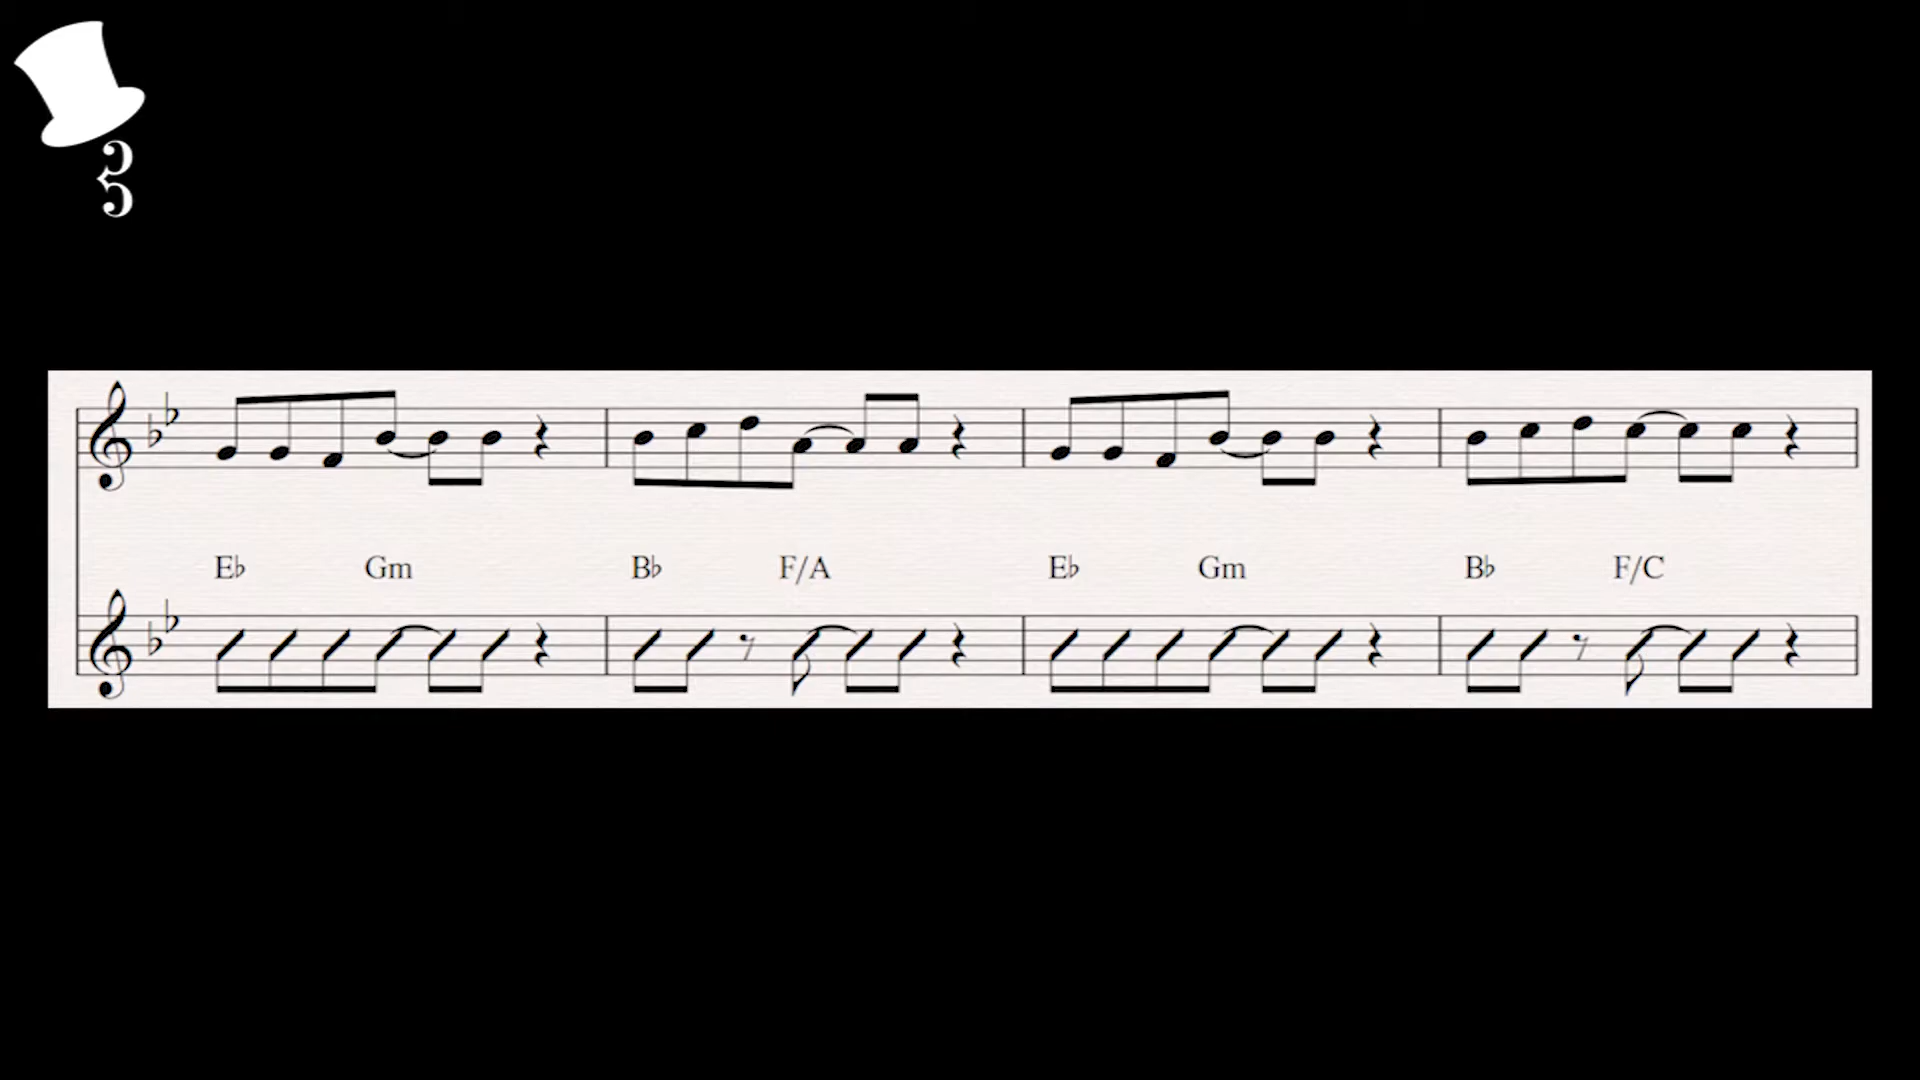 E♭ Gm B♭ F/A E♭ Gm B♭ F/C